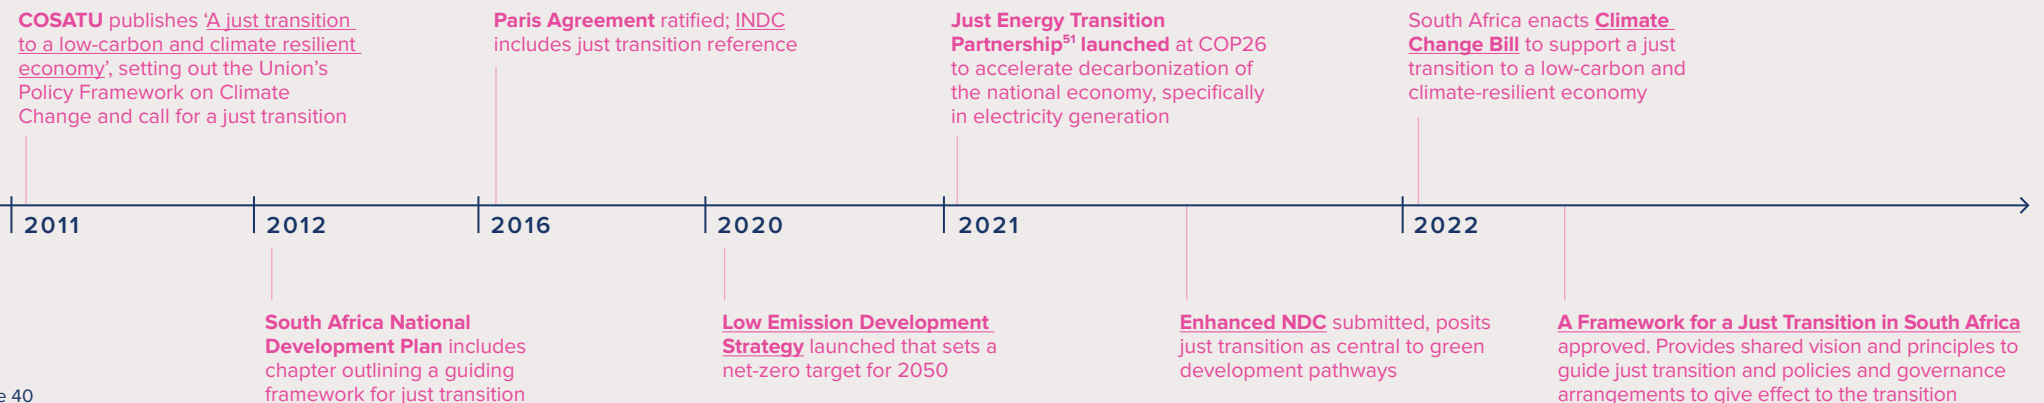 COSATU publishes ‘A just transition
to a low-carbon and climate resilient
economy’, setting out the Union’s
Policy Framework on Climate
Change and call for a just transition
Paris Agreement ratified; INDC
includes just transition reference
Just Energy Transition
Partnership⁵¹ launched at COP26
to accelerate decarbonization of
the national economy, specifically
in electricity generation
South Africa enacts Climate
Change Bill to support a just
transition to a low-carbon and
climate-resilient economy
2011
2012
2016
2020
2021
2022
South Africa National
Development Plan includes
chapter outlining a guiding
framework for just transition
Low Emission Development
Strategy launched that sets a
net-zero target for 2050
Enhanced NDC submitted, posits
just transition as central to green
development pathways
A Framework for a Just Transition in South Africa
approved. Provides shared vision and principles to
guide just transition and policies and governance
arrangements to give effect to the transition
e 40